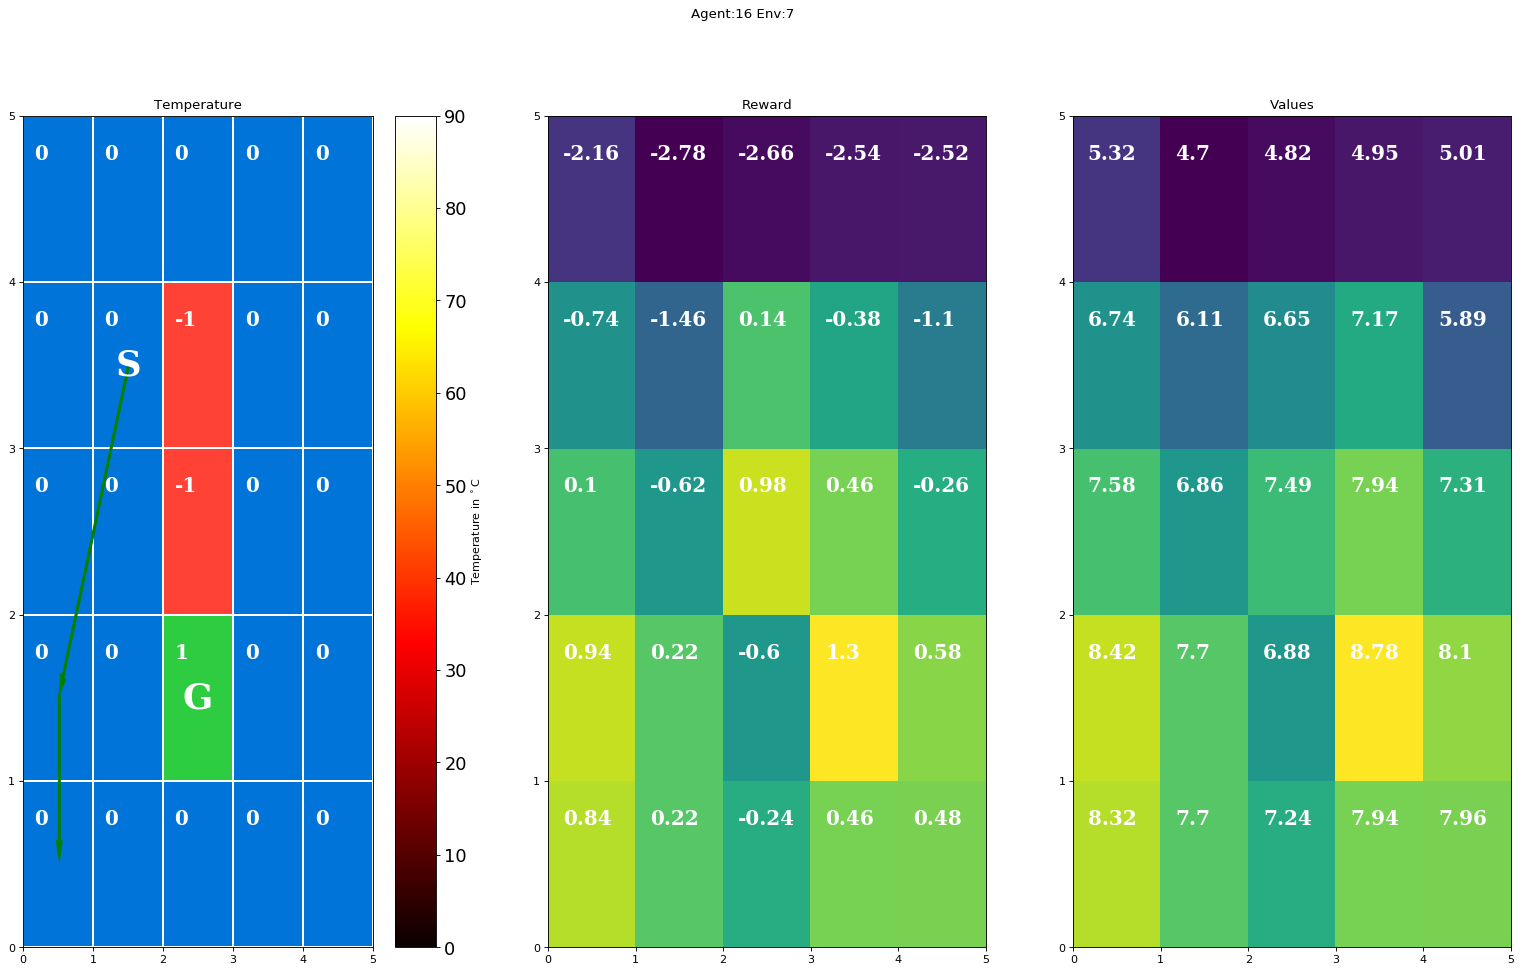 Agent:16 Env:7
Temperature
0 0 0 0 0
0 0 -1 0 0
S
0 0 -1 0 0
0 0 1 0 0
G
0 0 0 0 0
5
4
3
2
1
0
0 1 2 3 4 5
90
80
70
60
50
40
30
20
10
0
Temperature in °C
Reward
-2.16 -2.78 -2.66 -2.54 -2.52
-0.74 -1.46 0.14 -0.38 -1.1
0.1 -0.62 0.98 0.46 -0.26
0.94 0.22 -0.6 1.3 0.58
0.84 0.22 -0.24 0.46 0.48
5
4
3
2
1
0
0 1 2 3 4 5
Values
5.32 4.7 4.82 4.95 5.01
6.74 6.11 6.65 7.17 5.89
7.58 6.86 7.49 7.94 7.31
8.42 7.7 6.88 8.78 8.1
8.32 7.7 7.24 7.94 7.96
5
4
3
2
1
0
0 1 2 3 4 5